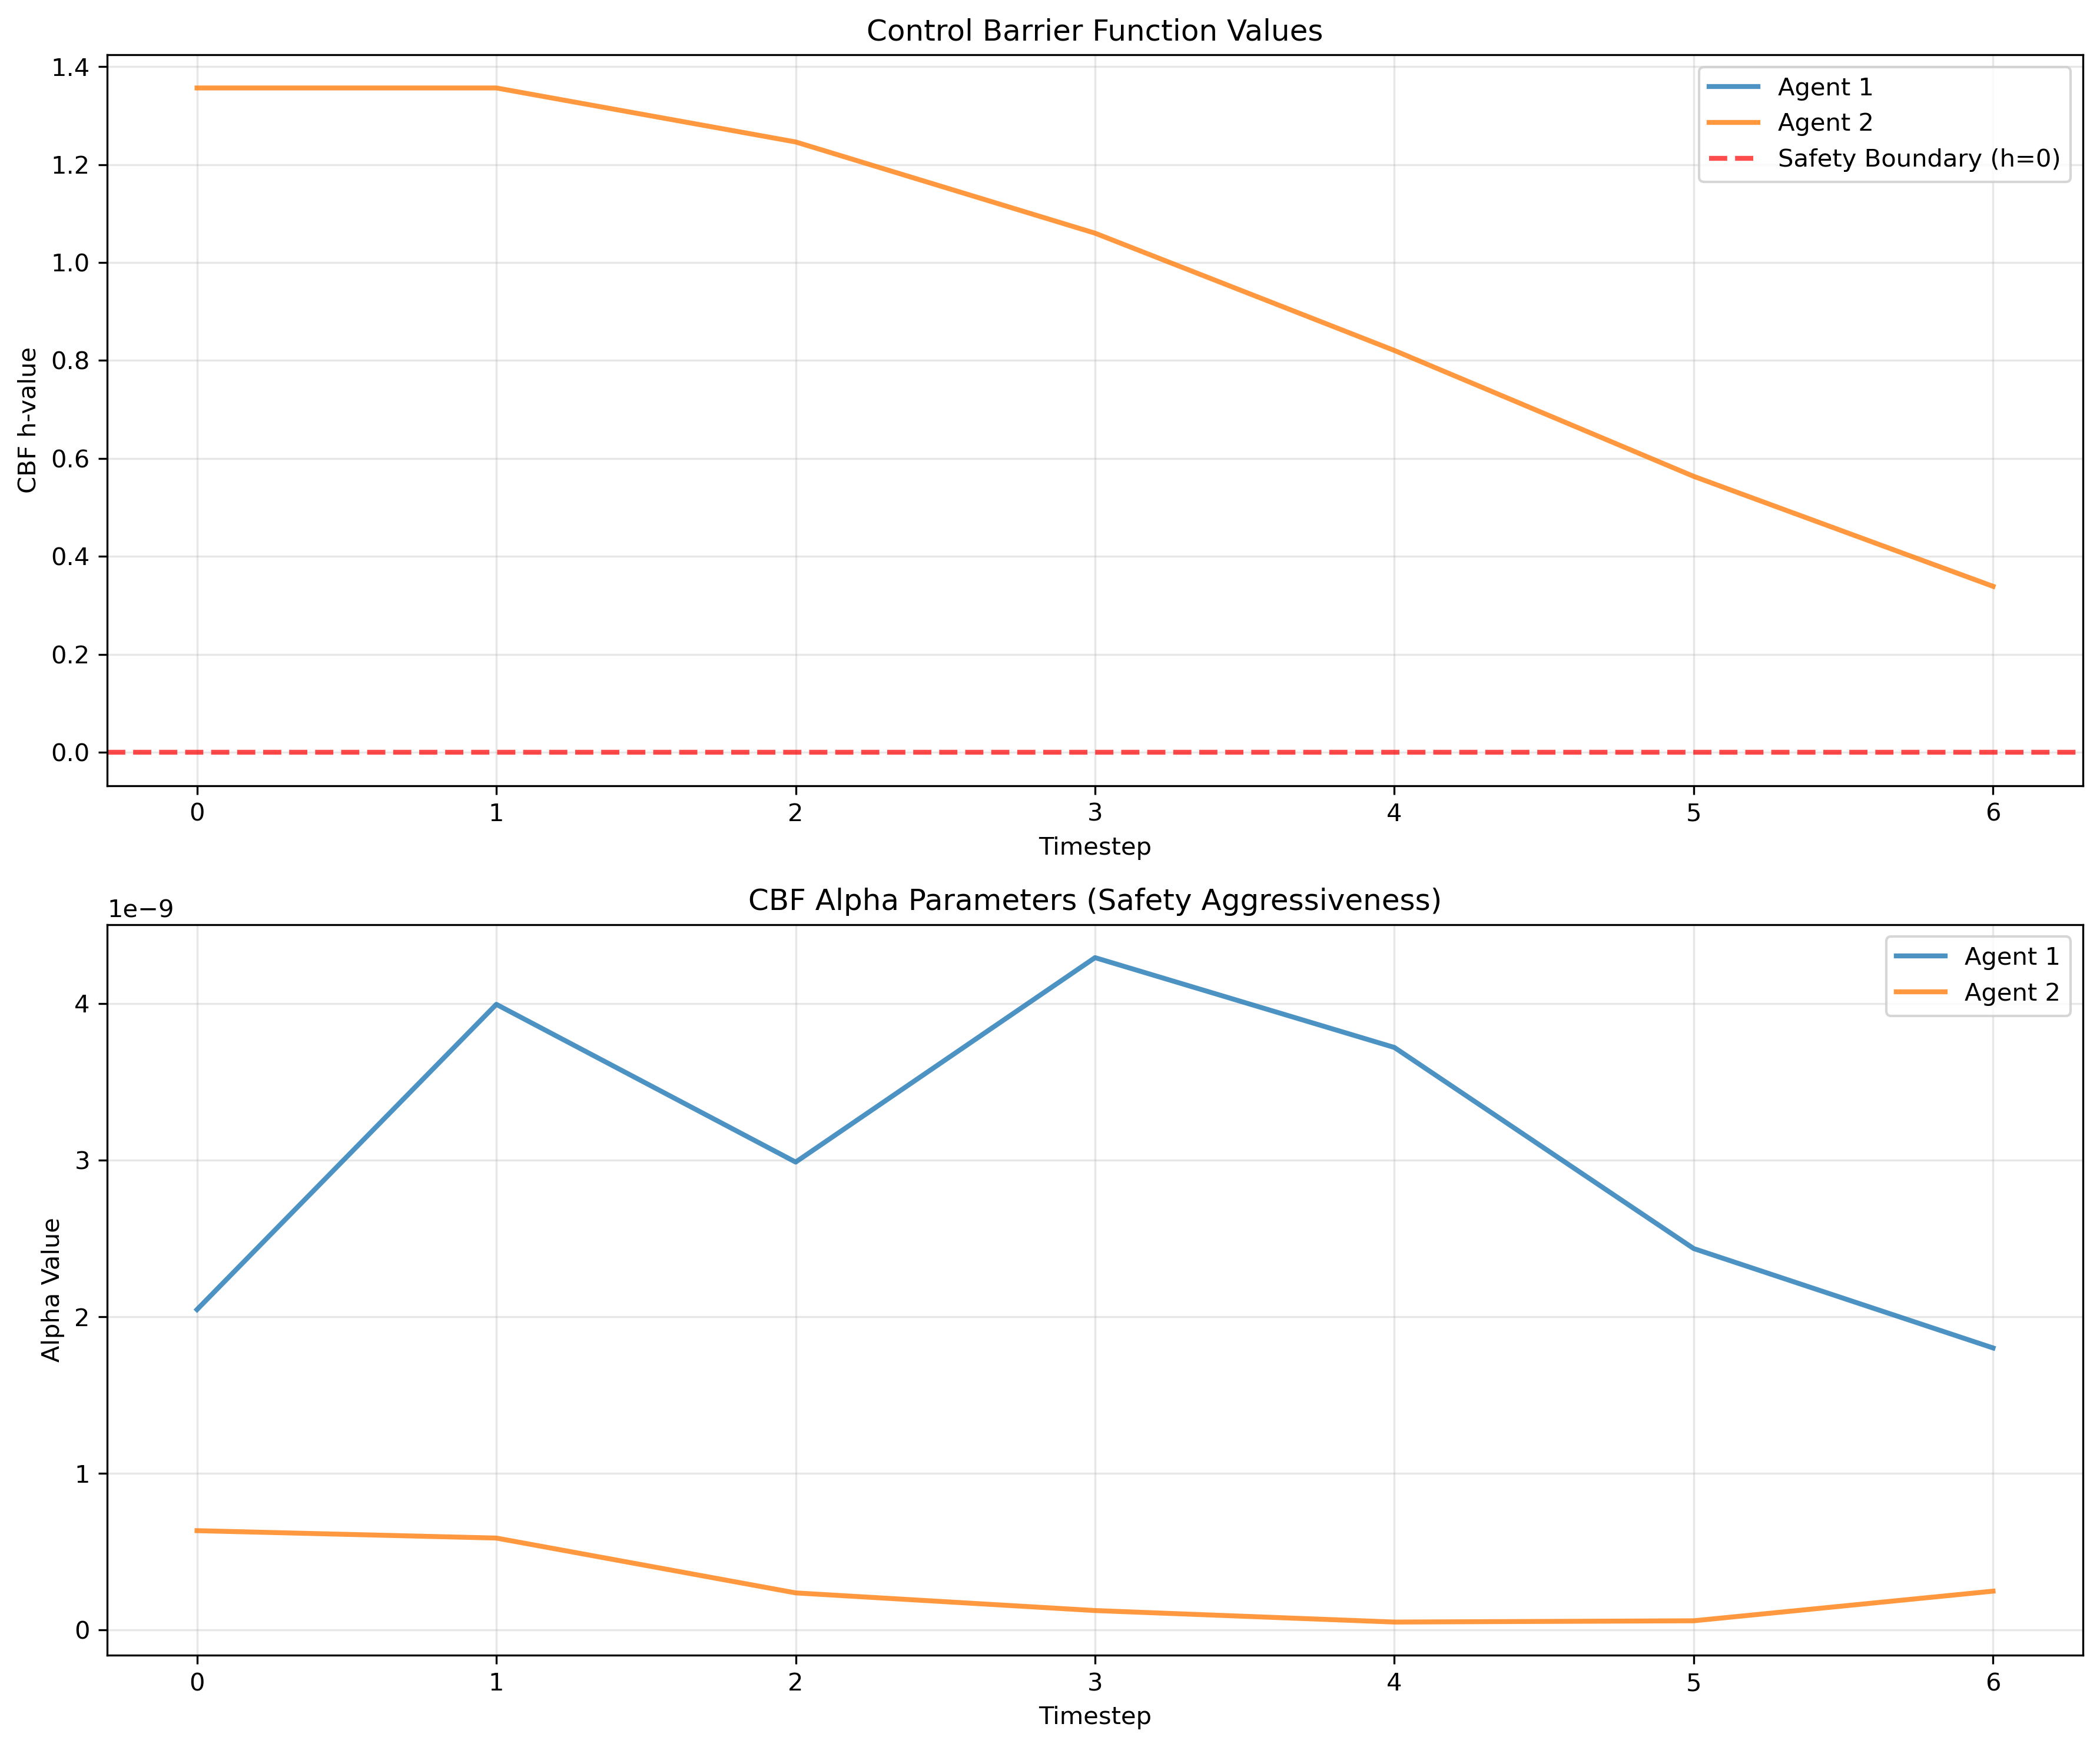 Control Barrier Function Values
1.4
1.2
1.0
0.8
0.6
0.4
0.2
0.0
CBF h-value
Agent 1
Agent 2
Safety Boundary (h=0)
0 1 2 3 4 5 6
Timestep
CBF Alpha Parameters (Safety Aggressiveness)
1e−9
4
3
2
1
0
Alpha Value
Agent 1
Agent 2
0 1 2 3 4 5 6
Timestep